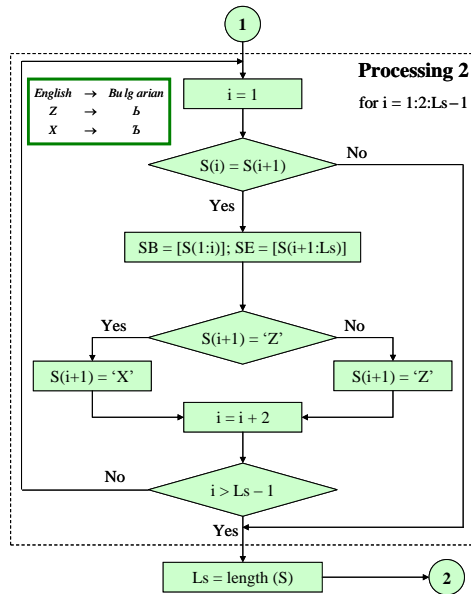 1
Processing 2
for i = 1:2:Ls−1
English → Bulgarian
Z → Ь
X → Ъ
i = 1
S(i) = S(i+1)
No
Yes
SB = [S(1:i)]; SE = [S(i+1:Ls)]
S(i+1) = ‘Z’
Yes
No
S(i+1) = ‘X’
S(i+1) = ‘Z’
i = i + 2
i > Ls − 1
No
Yes
Ls = length (S)
2